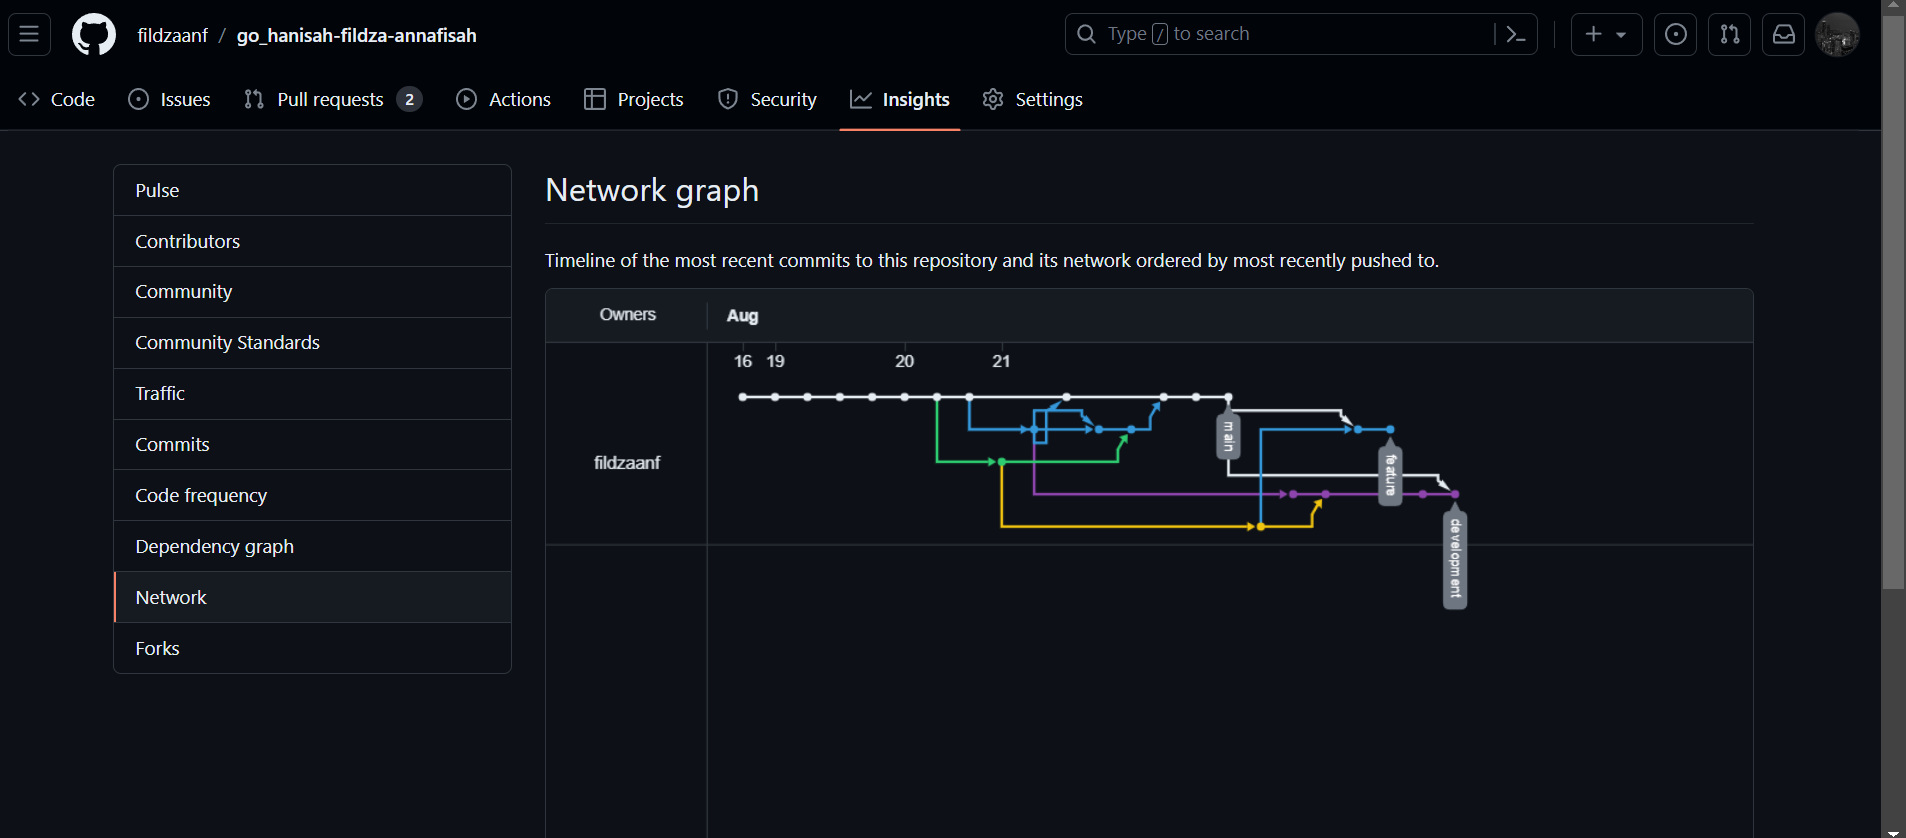 fildzaanf / go_hanisah-fildza-annafisah
Type / to search
Code Issues Pull requests 2 Actions Projects Security Insights Settings
Pulse
Contributors
Community
Community Standards
Traffic
Commits
Code frequency
Dependency graph
Network
Forks
Network graph
Timeline of the most recent commits to this repository and its network ordered by most recently pushed to.
Owners Aug
16 19 20 21
fildzaanf
main
feature
development